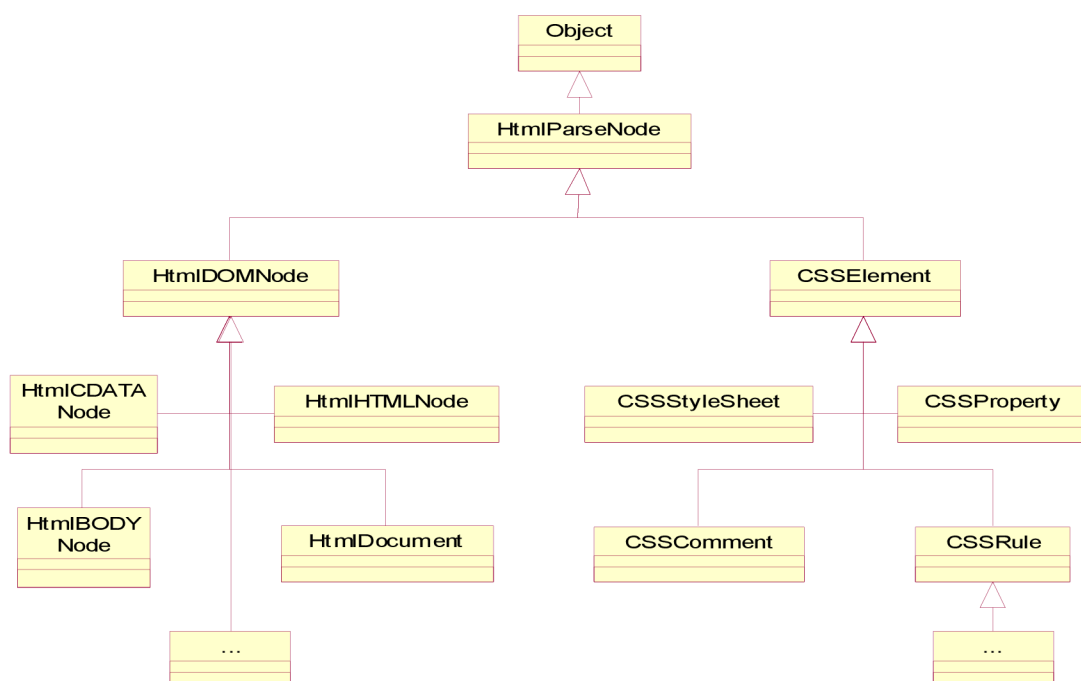 Object
HtmlParseNode
HtmlDOMNode
CSSElement
HtmlCDATA
Node
HtmlHTMLNode
CSSStyleSheet
CSSProperty
HtmlBODY
Node
HtmlDocument
CSSComment
CSSRule
...
...